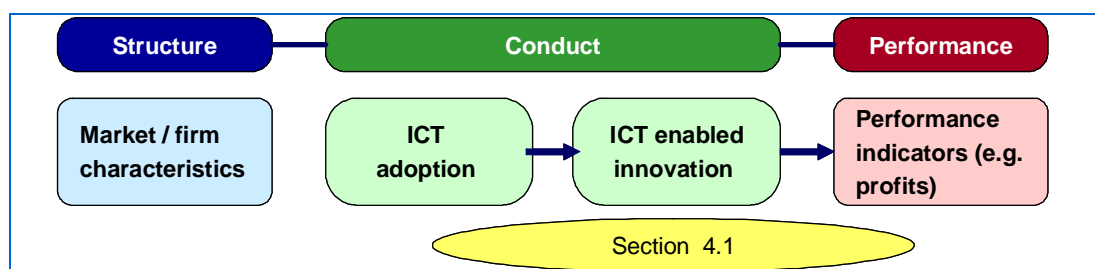 Structure
Conduct
Performance
Market / firm
characteristics
ICT
adoption
ICT enabled
innovation
Performance
indicators (e.g.
profits)
Section 4.1